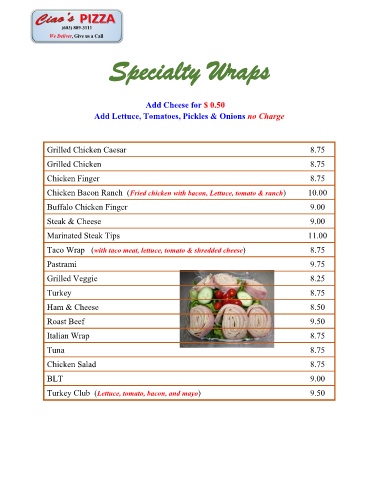 Ciao's PIZZA
(603) 889-3111
We Deliver, Give us a Call
Specialty Wraps
Add Cheese for $ 0.50
Add Lettuce, Tomatoes, Pickles & Onions no Charge
Grilled Chicken Caesar 8.75
Grilled Chicken 8.75
Chicken Finger 8.75
Chicken Bacon Ranch (Fried chicken with bacon, Lettuce, tomato & ranch) 10.00
Buffalo Chicken Finger 9.00
Steak & Cheese 9.00
Marinated Steak Tips 11.00
Taco Wrap (with taco meat, lettuce, tomato & shredded cheese) 8.75
Pastrami 9.75
Grilled Veggie 8.25
Turkey 8.75
Ham & Cheese 8.50
Roast Beef 9.50
Italian Wrap 8.75
Tuna 8.75
Chicken Salad 8.75
BLT 9.00
Turkey Club (Lettuce, tomato, bacon, and mayo) 9.50